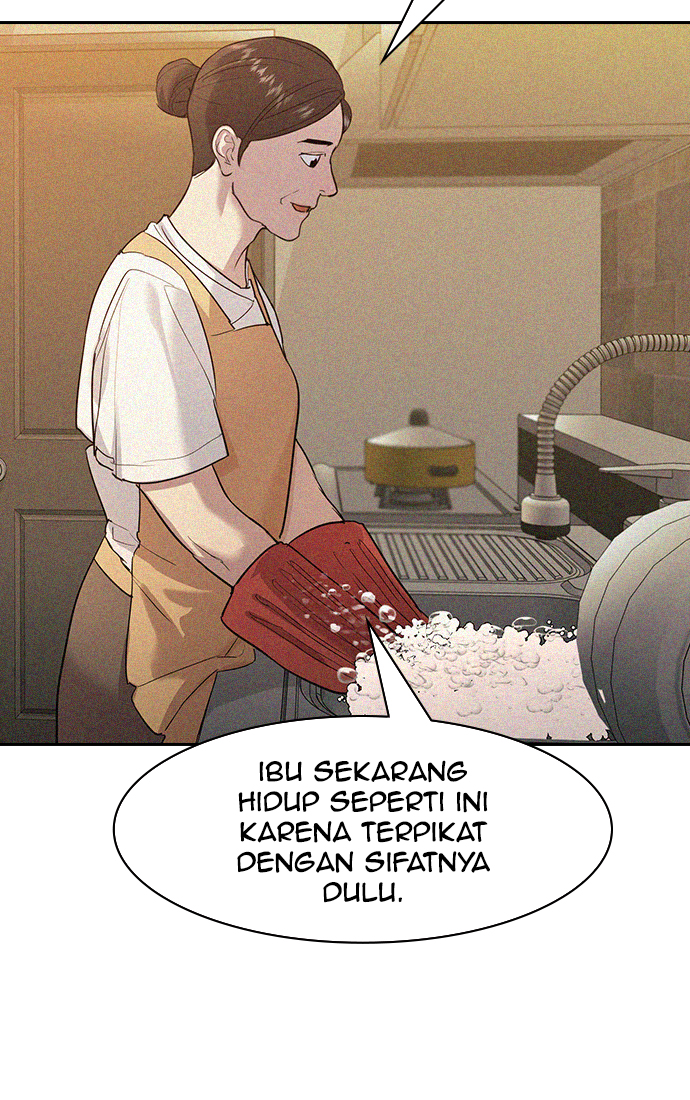 IBU SEKARANG
HIDUP SEPERTI INI
KARENA TERPIKAT
DENGAN SIFATNYA
DULU.